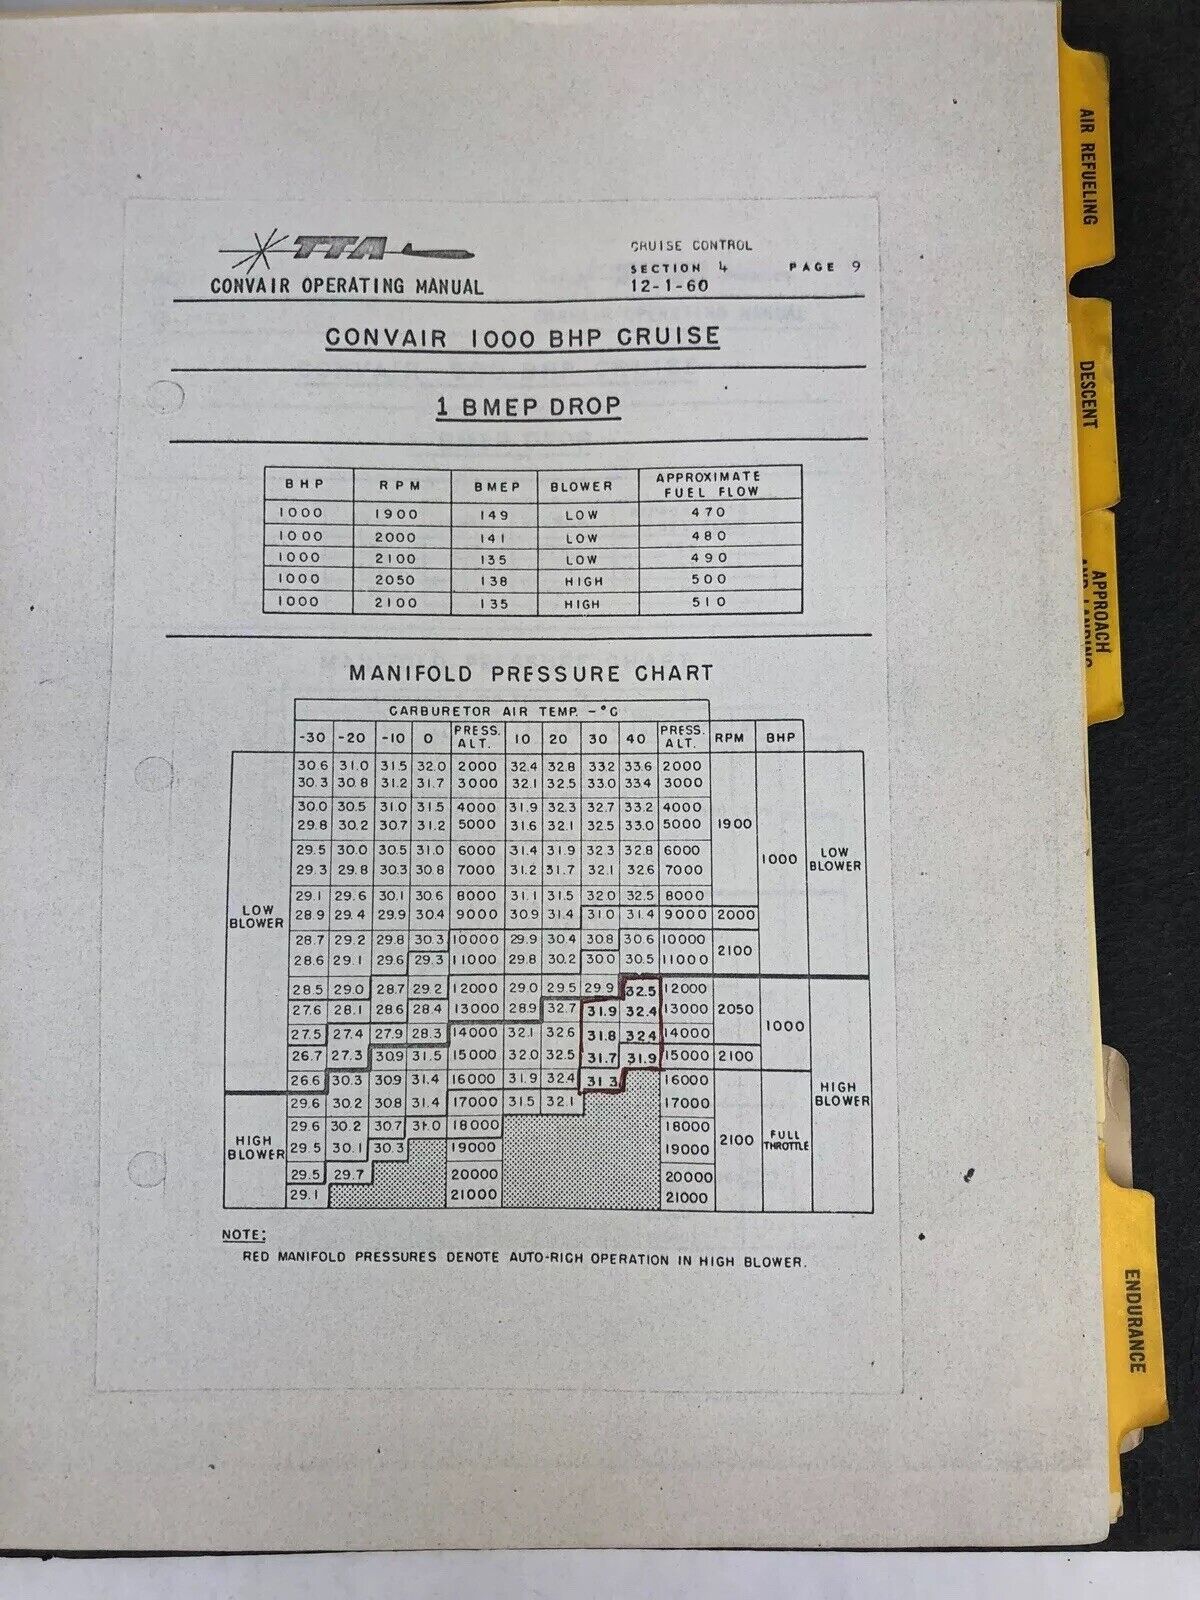 TTA
CONVAIR OPERATING MANUAL
CRUISE CONTROL
SECTION 4 PAGE 9
12-1-60
CONVAIR 1000 BHP CRUISE
1 BMEP DROP
BHP RPM BMEP BLOWER APPROXIMATE FUEL FLOW
1000 1900 149 LOW 470
1000 2000 141 LOW 480
1000 2100 135 LOW 490
1000 2050 138 HIGH 500
1000 2100 135 HIGH 510
MANIFOLD PRESSURE CHART
CARBURETOR AIR TEMP. -°C
-30 -20 -10 0 PRESS. ALT. 10 20 30 40 PRESS. ALT. RPM BHP
30.6 31.0 31.5 32.0 2000 32.4 32.8 33.2 33.6 2000
30.3 30.8 31.2 31.7 3000 32.1 32.5 33.0 33.4 3000
30.0 30.5 31.0 31.5 4000 31.9 32.3 32.7 33.2 4000
29.8 30.2 30.7 31.2 5000 31.6 32.1 32.5 33.0 5000 1900
29.5 30.0 30.5 31.0 6000 31.4 31.9 32.3 32.8 6000
29.3 29.8 30.3 30.8 7000 31.2 31.7 32.1 32.6 7000 1000 LOW BLOWER
29.1 29.6 30.1 30.6 8000 31.1 31.5 32.0 32.5 8000
LOW BLOWER 28.9 29.4 29.9 30.4 9000 30.9 31.4 31.0 31.4 9000 2000
28.7 29.2 29.8 30.3 10000 29.9 30.4 30.8 30.6 10000
28.6 29.1 29.6 29.3 11000 29.8 30.2 30.0 30.5 11000 2100
28.5 29.0 28.7 29.2 12000 29.0 29.5 29.9 32.5 12000
27.6 28.1 28.6 28.4 13000 28.9 32.7 31.9 32.4 13000 2050
27.5 27.4 27.9 28.3 14000 32.1 32.6 31.8 32.4 14000 1000
26.7 27.3 30.9 31.5 15000 32.0 32.5 31.7 31.9 15000 2100
26.6 30.3 30.9 31.4 16000 31.9 32.4 31.3 16000 HIGH BLOWER
29.6 30.2 30.8 31.4 17000 31.5 32.1 17000
29.6 30.2 30.7 31.0 18000 18000
HIGH BLOWER 29.5 30.1 30.3 19000 19000 2100 FULL THROTTLE
29.5 29.7 20000 20000
29.1 21000 21000
NOTE:
RED MANIFOLD PRESSURES DENOTE AUTO-RICH OPERATION IN HIGH BLOWER.
AIR REFUELING
DESCENT
APPROACH
AND LANDING
ENDURANCE